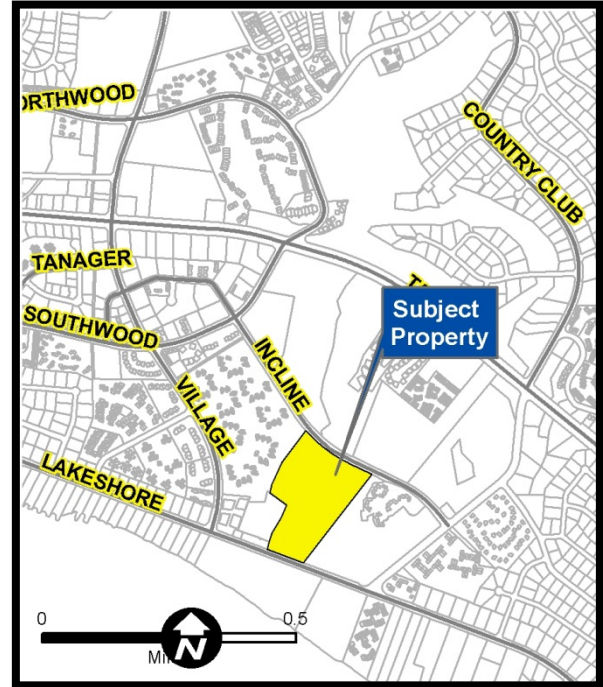 ORTHWOOD
COUNTRY CLUB
TANAGER
SOUTHWOOD
Subject
Property
INCLINE
VILLAGE
LAKESHORE
0
0.5
N